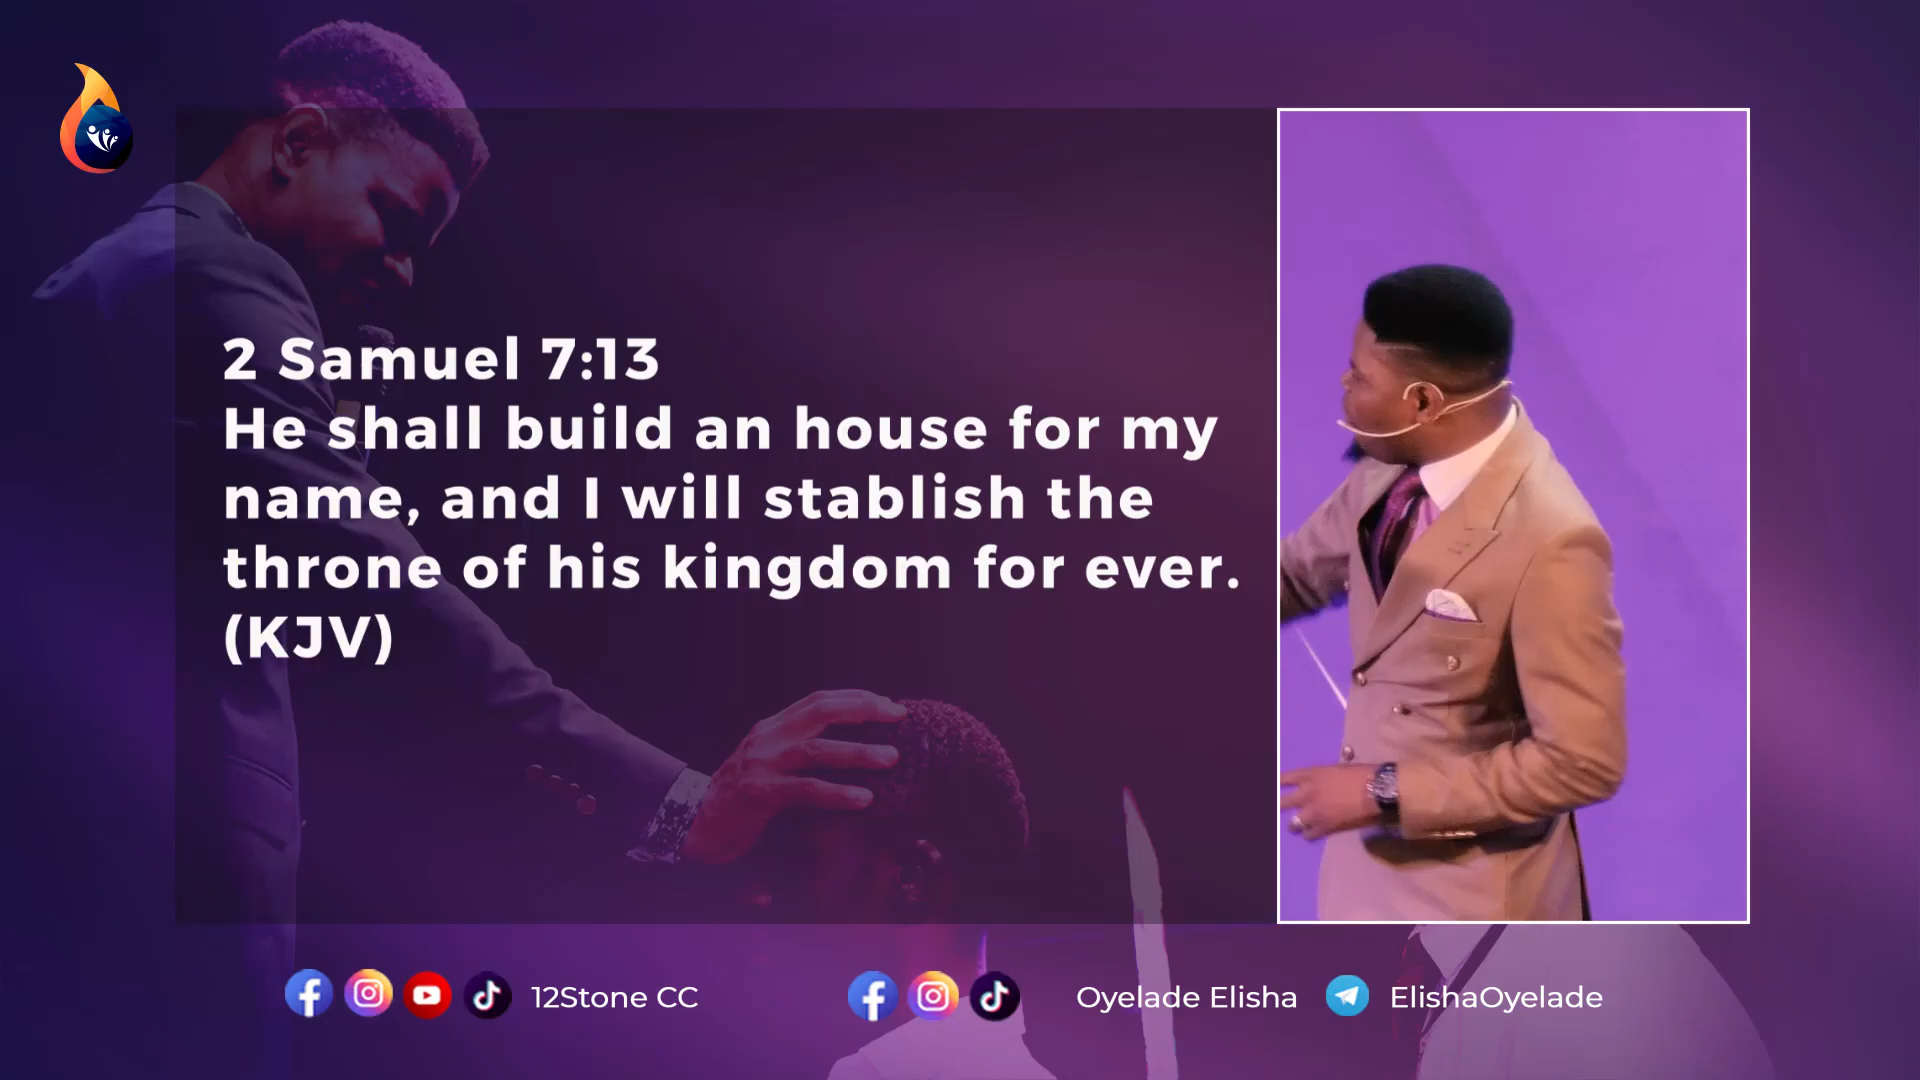 2 Samuel 7:13
He shall build an house for my
name, and I will stablish the
throne of his kingdom for ever.
(KJV)
12Stone CC
Oyelade Elisha
ElishaOyelade